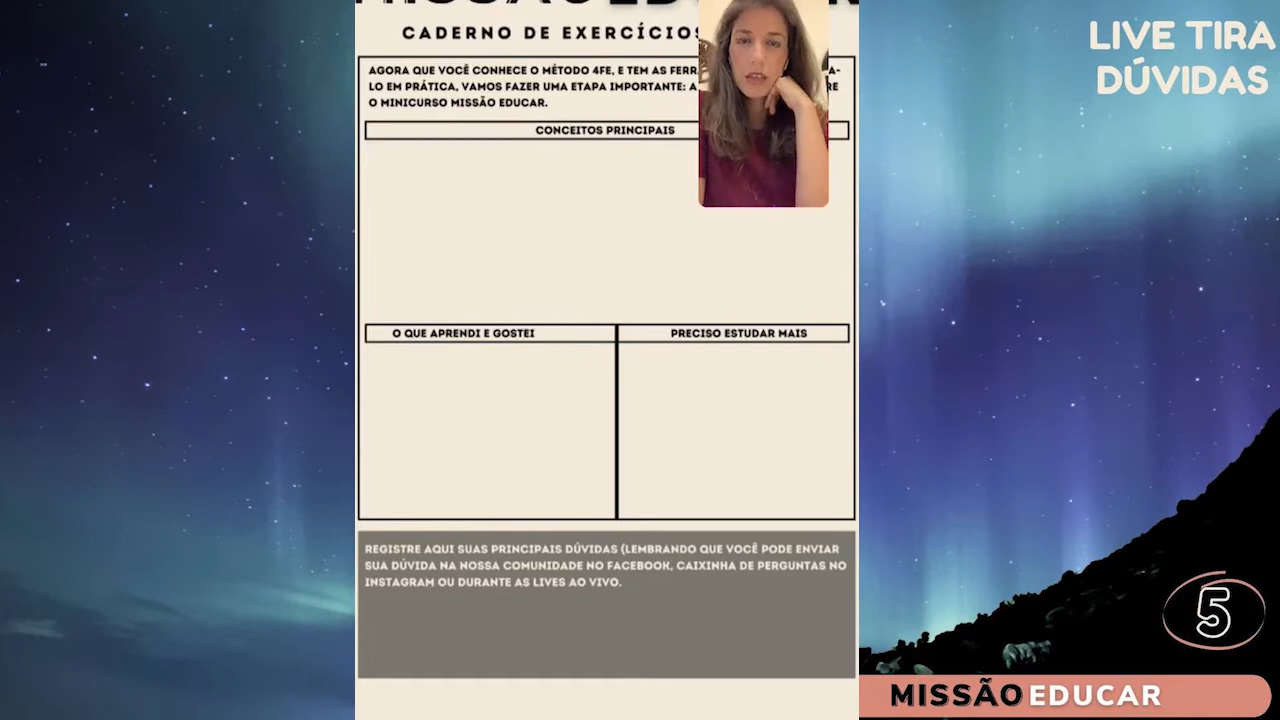 CADERNO DE EXERCÍCIOS
AGORA QUE VOCÊ CONHECE O MÉTODO 4FE, E TEM AS
LO EM PRÁTICA, VAMOS FAZER UMA ETAPA IMPORTANTE:
O MINICURSO MISSÃO EDUCAR.
CONCEITOS PRINCIPAIS
O QUE APRENDI E GOSTEI
PRECISO ESTUDAR MAIS
REGISTRE AQUI SUAS PRINCIPAIS DÚVIDAS (LEMBRANDO QUE VOCÊ PODE ENVIAR
SUA DÚVIDA NA NOSSA COMUNIDADE NO FACEBOOK, CAIXINHA DE PERGUNTAS NO
INSTAGRAM OU DURANTE AS LIVES AO VIVO.
LIVE TIRA
DÚVIDAS
5
MISSÃO EDUCAR